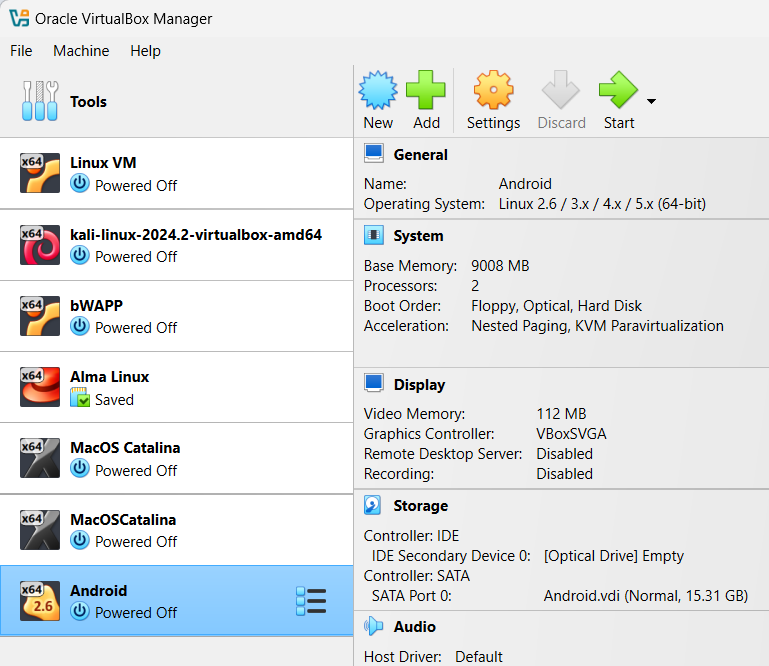 Oracle VirtualBox Manager
File Machine Help
Tools
New Add Settings Discard Start
x64 Linux VM
Powered Off
x64 kali-linux-2024.2-virtualbox-amd64
Powered Off
x64 bWAPP
Powered Off
x64 Alma Linux
Saved
x64 MacOS Catalina
Powered Off
x64 MacOSCatalina
Powered Off
x64 2.6 Android
Powered Off
General
Name: Android
Operating System: Linux 2.6 / 3.x / 4.x / 5.x (64-bit)
System
Base Memory: 9008 MB
Processors: 2
Boot Order: Floppy, Optical, Hard Disk
Acceleration: Nested Paging, KVM Paravirtualization
Display
Video Memory: 112 MB
Graphics Controller: VBoxSVGA
Remote Desktop Server: Disabled
Recording: Disabled
Storage
Controller: IDE
IDE Secondary Device 0: [Optical Drive] Empty
Controller: SATA
SATA Port 0: Android.vdi (Normal, 15.31 GB)
Audio
Host Driver: Default